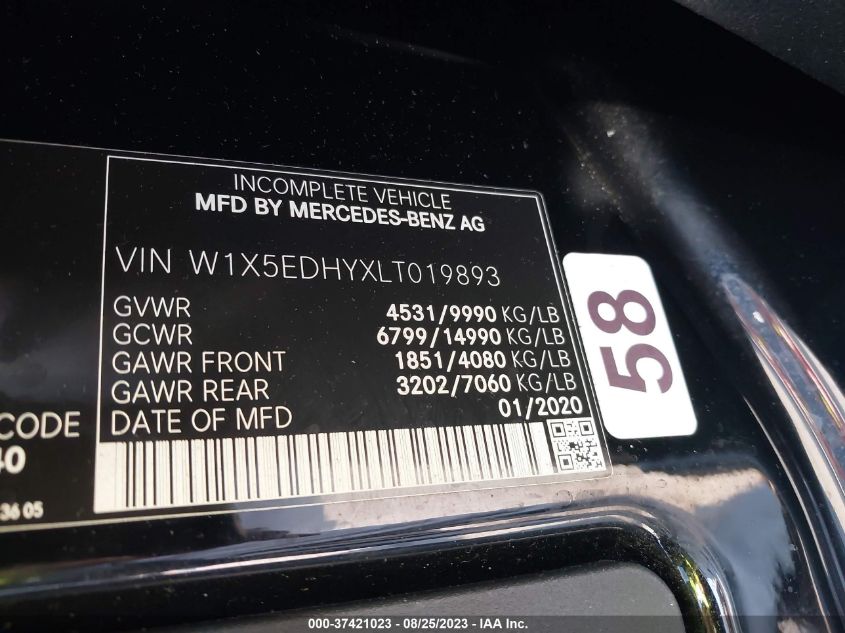 INCOMPLETE VEHICLE
MFD BY MERCEDES-BENZ AG
VIN W1X5EDHYXLT019893
GVWR 4531/9990 KG/LB
GCWR 6799/14990 KG/LB
GAWR FRONT 1851/4080 KG/LB
GAWR REAR 3202/7060 KG/LB
DATE OF MFD 01/2020
CODE
40
3605
58
000-37421023 - 08/25/2023 - IAA Inc.